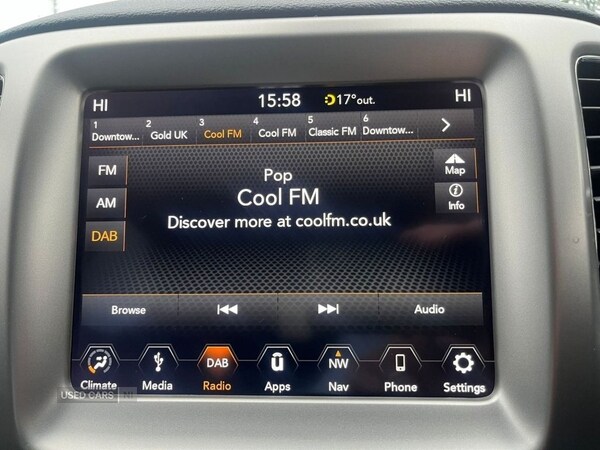 HI 15:58 17° out. HI
1 Downtow... 2 Gold UK 3 Cool FM 4 Cool FM 5 Classic FM 6 Downtow...
FM
AM
DAB
Pop
Cool FM
Discover more at coolfm.co.uk
Map
Info
Browse Audio
DAB NW
Climate Media Radio Apps Nav Phone Settings
USED CARS NI